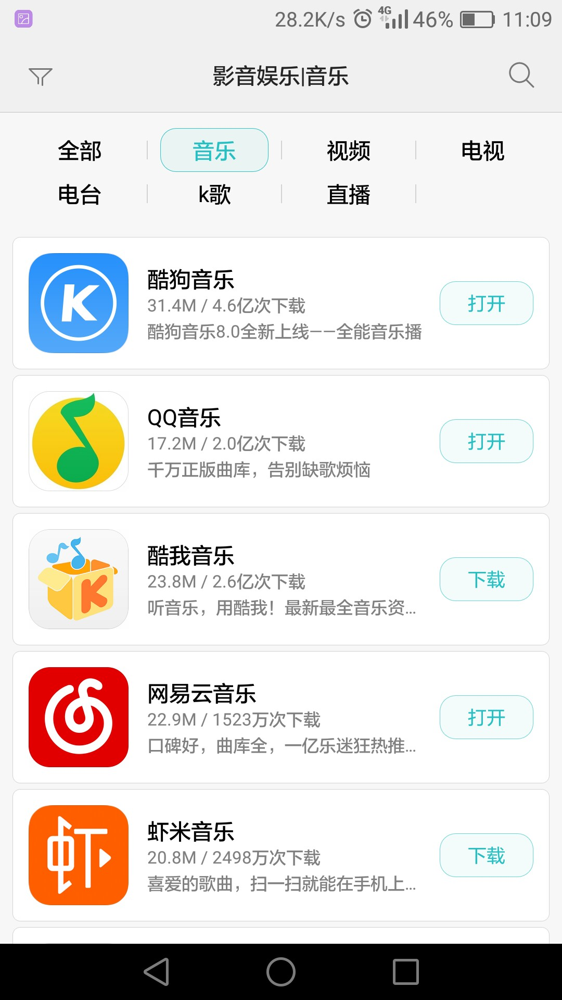 28.2K/s 4G 46% 11:09
影音娱乐|音乐
全部 音乐 视频 电视
电台 k歌 直播
K
酷狗音乐
31.4M / 4.6亿次下载
酷狗音乐8.0全新上线——全能音乐播
打开
QQ音乐
17.2M / 2.0亿次下载
千万正版曲库，告别缺歌烦恼
打开
K
酷我音乐
23.8M / 2.6亿次下载
听音乐，用酷我！最新最全音乐资...
下载
网易云音乐
22.9M / 1523万次下载
口碑好，曲库全，一亿乐迷狂热推...
打开
虾
虾米音乐
20.8M / 2498万次下载
喜爱的歌曲，扫一扫就能在手机上...
下载